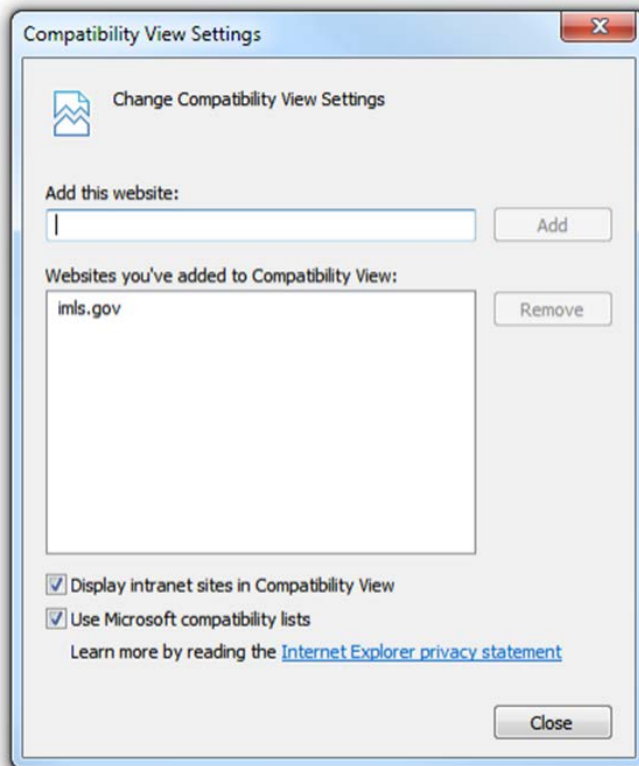 Compatibility View Settings
Change Compatibility View Settings
Add this website:
Add
Websites you've added to Compatibility View:
imls.gov
Remove
Display intranet sites in Compatibility View
Use Microsoft compatibility lists
Learn more by reading the Internet Explorer privacy statement
Close